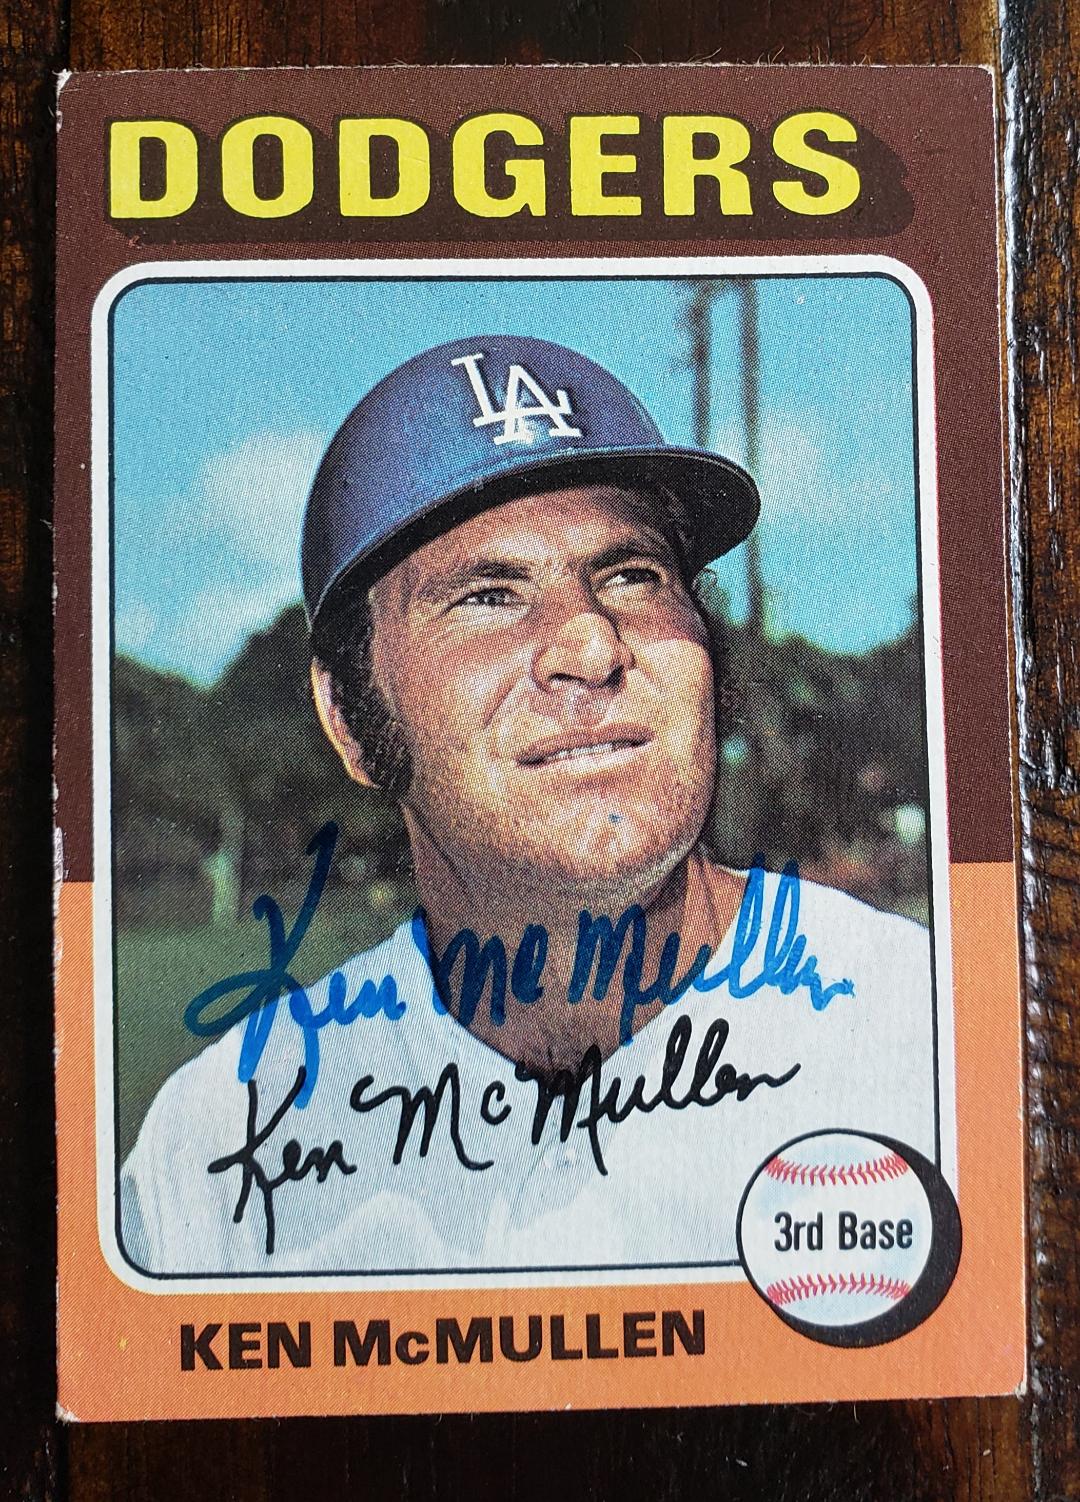 DODGERS
LA
Ken McMullen
Ken McMullen
3rd Base
KEN McMULLEN